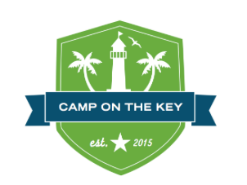 CAMP ON THE KEY
est. 2015